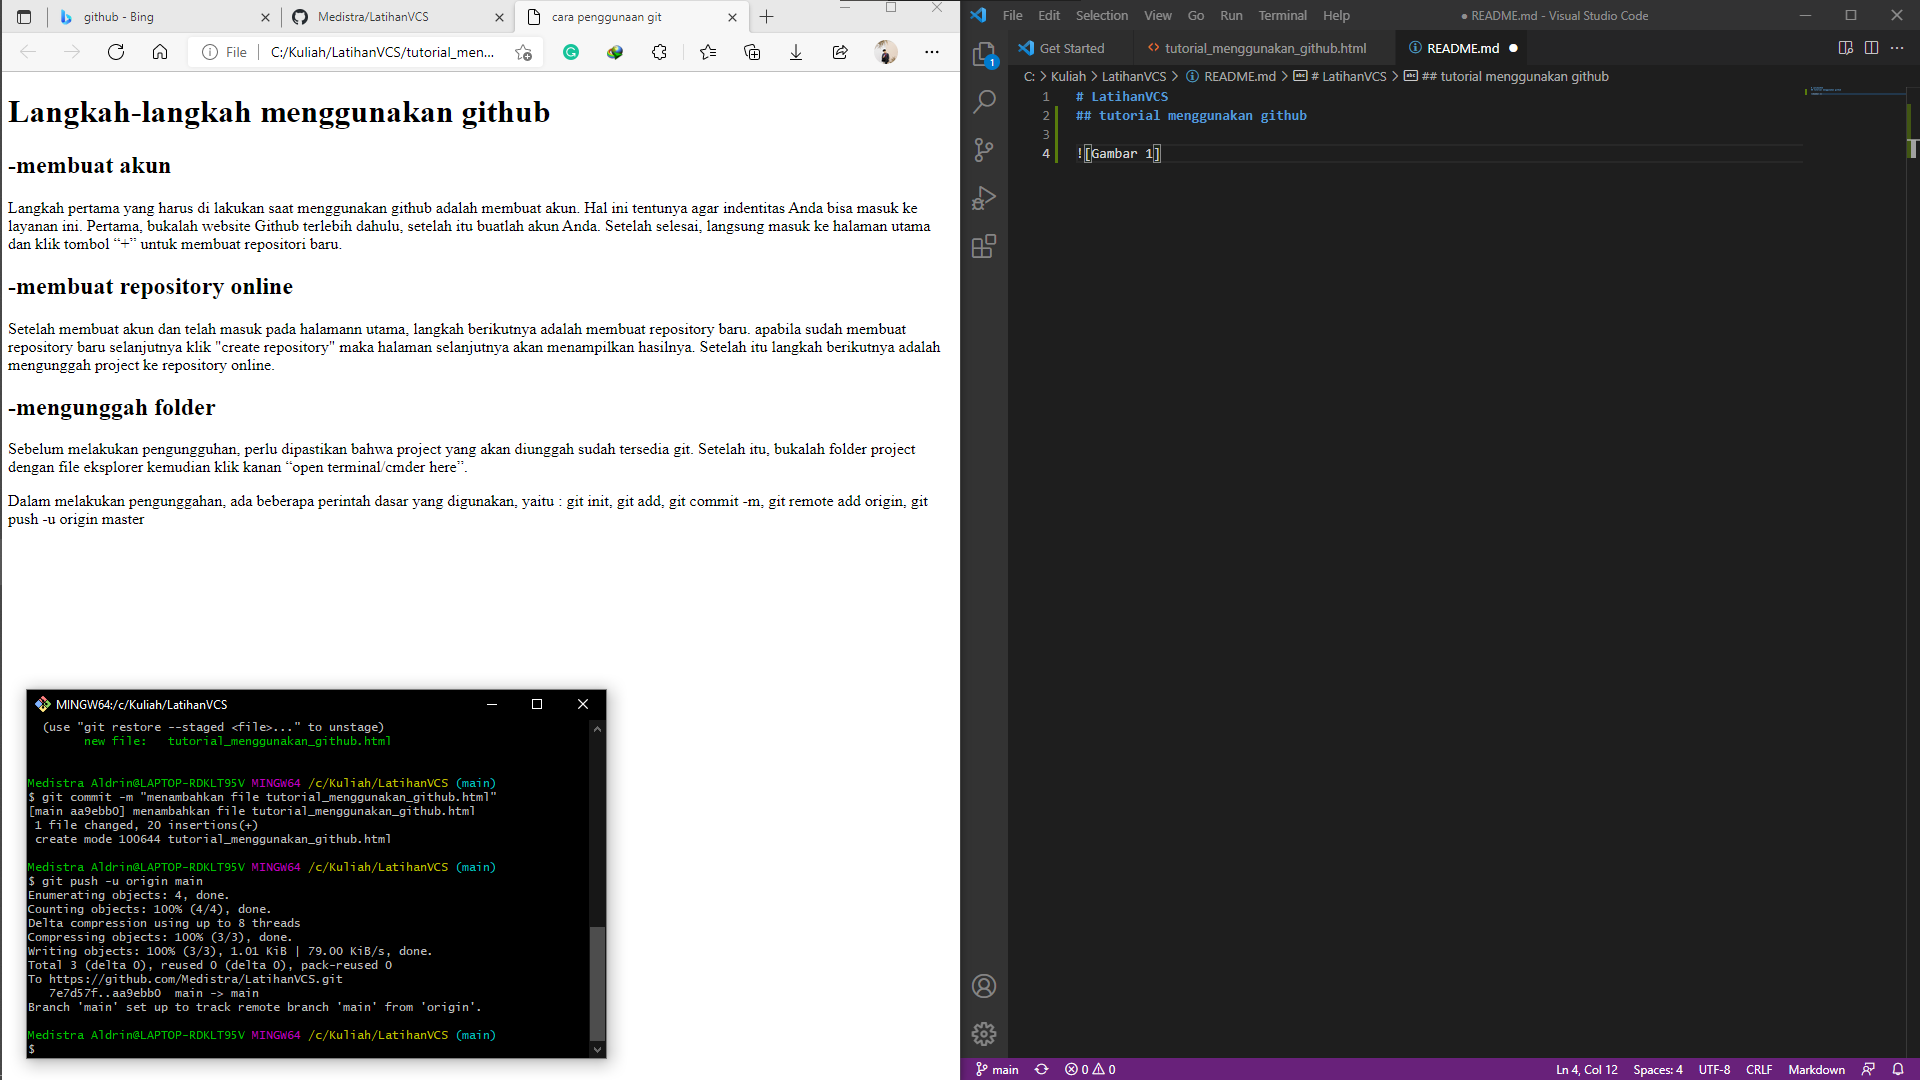 github - Bing
Medistra/LatihanVCS
cara penggunaan git
File
C:/Kuliah/LatihanVCS/tutorial_men...
Langkah-langkah menggunakan github
-membuat akun
Langkah pertama yang harus di lakukan saat menggunakan github adalah membuat akun. Hal ini tentunya agar indentitas Anda bisa masuk ke
layanan ini. Pertama, bukalah website Github terlebih dahulu, setelah itu buatlah akun Anda. Setelah selesai, langsung masuk ke halaman utama
dan klik tombol “+” untuk membuat repositori baru.
-membuat repository online
Setelah membuat akun dan telah masuk pada halamann utama, langkah berikutnya adalah membuat repository baru. apabila sudah membuat
repository baru selanjutnya klik "create repository" maka halaman selanjutnya akan menampilkan hasilnya. Setelah itu langkah berikutnya adalah
mengunggah project ke repository online.
-mengunggah folder
Sebelum melakukan pengungguhan, perlu dipastikan bahwa project yang akan diunggah sudah tersedia git. Setelah itu, bukalah folder project
dengan file eksplorer kemudian klik kanan “open terminal/cmder here”.
Dalam melakukan pengunggahan, ada beberapa perintah dasar yang digunakan, yaitu : git init, git add, git commit -m, git remote add origin, git
push -u origin master
MINGW64:/c/Kuliah/LatihanVCS
(use "git restore --staged <file>..." to unstage)
new file:   tutorial_menggunakan_github.html
Medistra Aldrin@LAPTOP-RDKLT95V MINGW64 /c/Kuliah/LatihanVCS (main)
$ git commit -m "menambahkan file tutorial_menggunakan_github.html"
[main aa9ebb0] menambahkan file tutorial_menggunakan_github.html
1 file changed, 20 insertions(+)
create mode 100644 tutorial_menggunakan_github.html
Medistra Aldrin@LAPTOP-RDKLT95V MINGW64 /c/Kuliah/LatihanVCS (main)
$ git push -u origin main
Enumerating objects: 4, done.
Counting objects: 100% (4/4), done.
Delta compression using up to 8 threads
Compressing objects: 100% (3/3), done.
Writing objects: 100% (3/3), 1.01 KiB | 79.00 KiB/s, done.
Total 3 (delta 0), reused 0 (delta 0), pack-reused 0
To https://github.com/Medistra/LatihanVCS.git
7e7d57f..aa9ebb0  main -> main
Branch 'main' set up to track remote branch 'main' from 'origin'.
Medistra Aldrin@LAPTOP-RDKLT95V MINGW64 /c/Kuliah/LatihanVCS (main)
$
File Edit Selection View Go Run Terminal Help
● README.md - Visual Studio Code
Get Started
tutorial_menggunakan_github.html
README.md ●
C: > Kuliah > LatihanVCS > README.md > # LatihanVCS > ## tutorial menggunakan github
1
1 # LatihanVCS
2 ## tutorial menggunakan github
3
4 ![Gambar 1]
main
0 0
Ln 4, Col 12
Spaces: 4
UTF-8
CRLF
Markdown